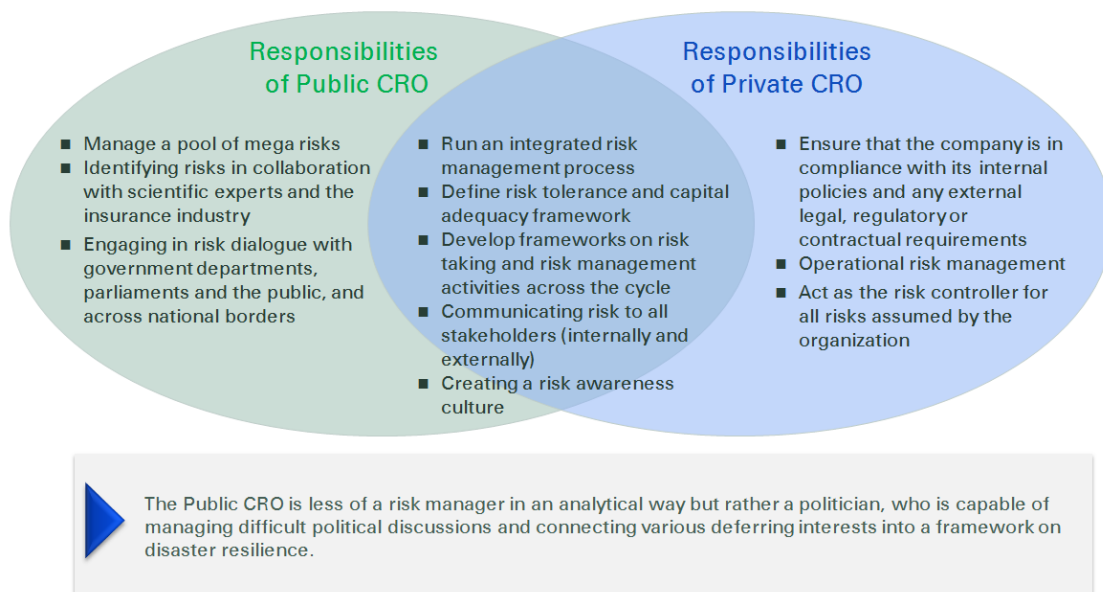 Responsibilities
of Public CRO
■ Manage a pool of mega risks
■ Identifying risks in collaboration
with scientific experts and the
insurance industry
■ Engaging in risk dialogue with
government departments,
parliaments and the public, and
across national borders
■ Run an integrated risk
management process
■ Define risk tolerance and capital
adequacy framework
■ Develop frameworks on risk
taking and risk management
activities across the cycle
■ Communicating risk to all
stakeholders (internally and
externally)
■ Creating a risk awareness
culture
Responsibilities
of Private CRO
■ Ensure that the company is in
compliance with its internal
policies and any external
legal, regulatory or
contractual requirements
■ Operational risk management
■ Act as the risk controller for
all risks assumed by the
organization
The Public CRO is less of a risk manager in an analytical way but rather a politician, who is capable of
managing difficult political discussions and connecting various deferring interests into a framework on
disaster resilience.